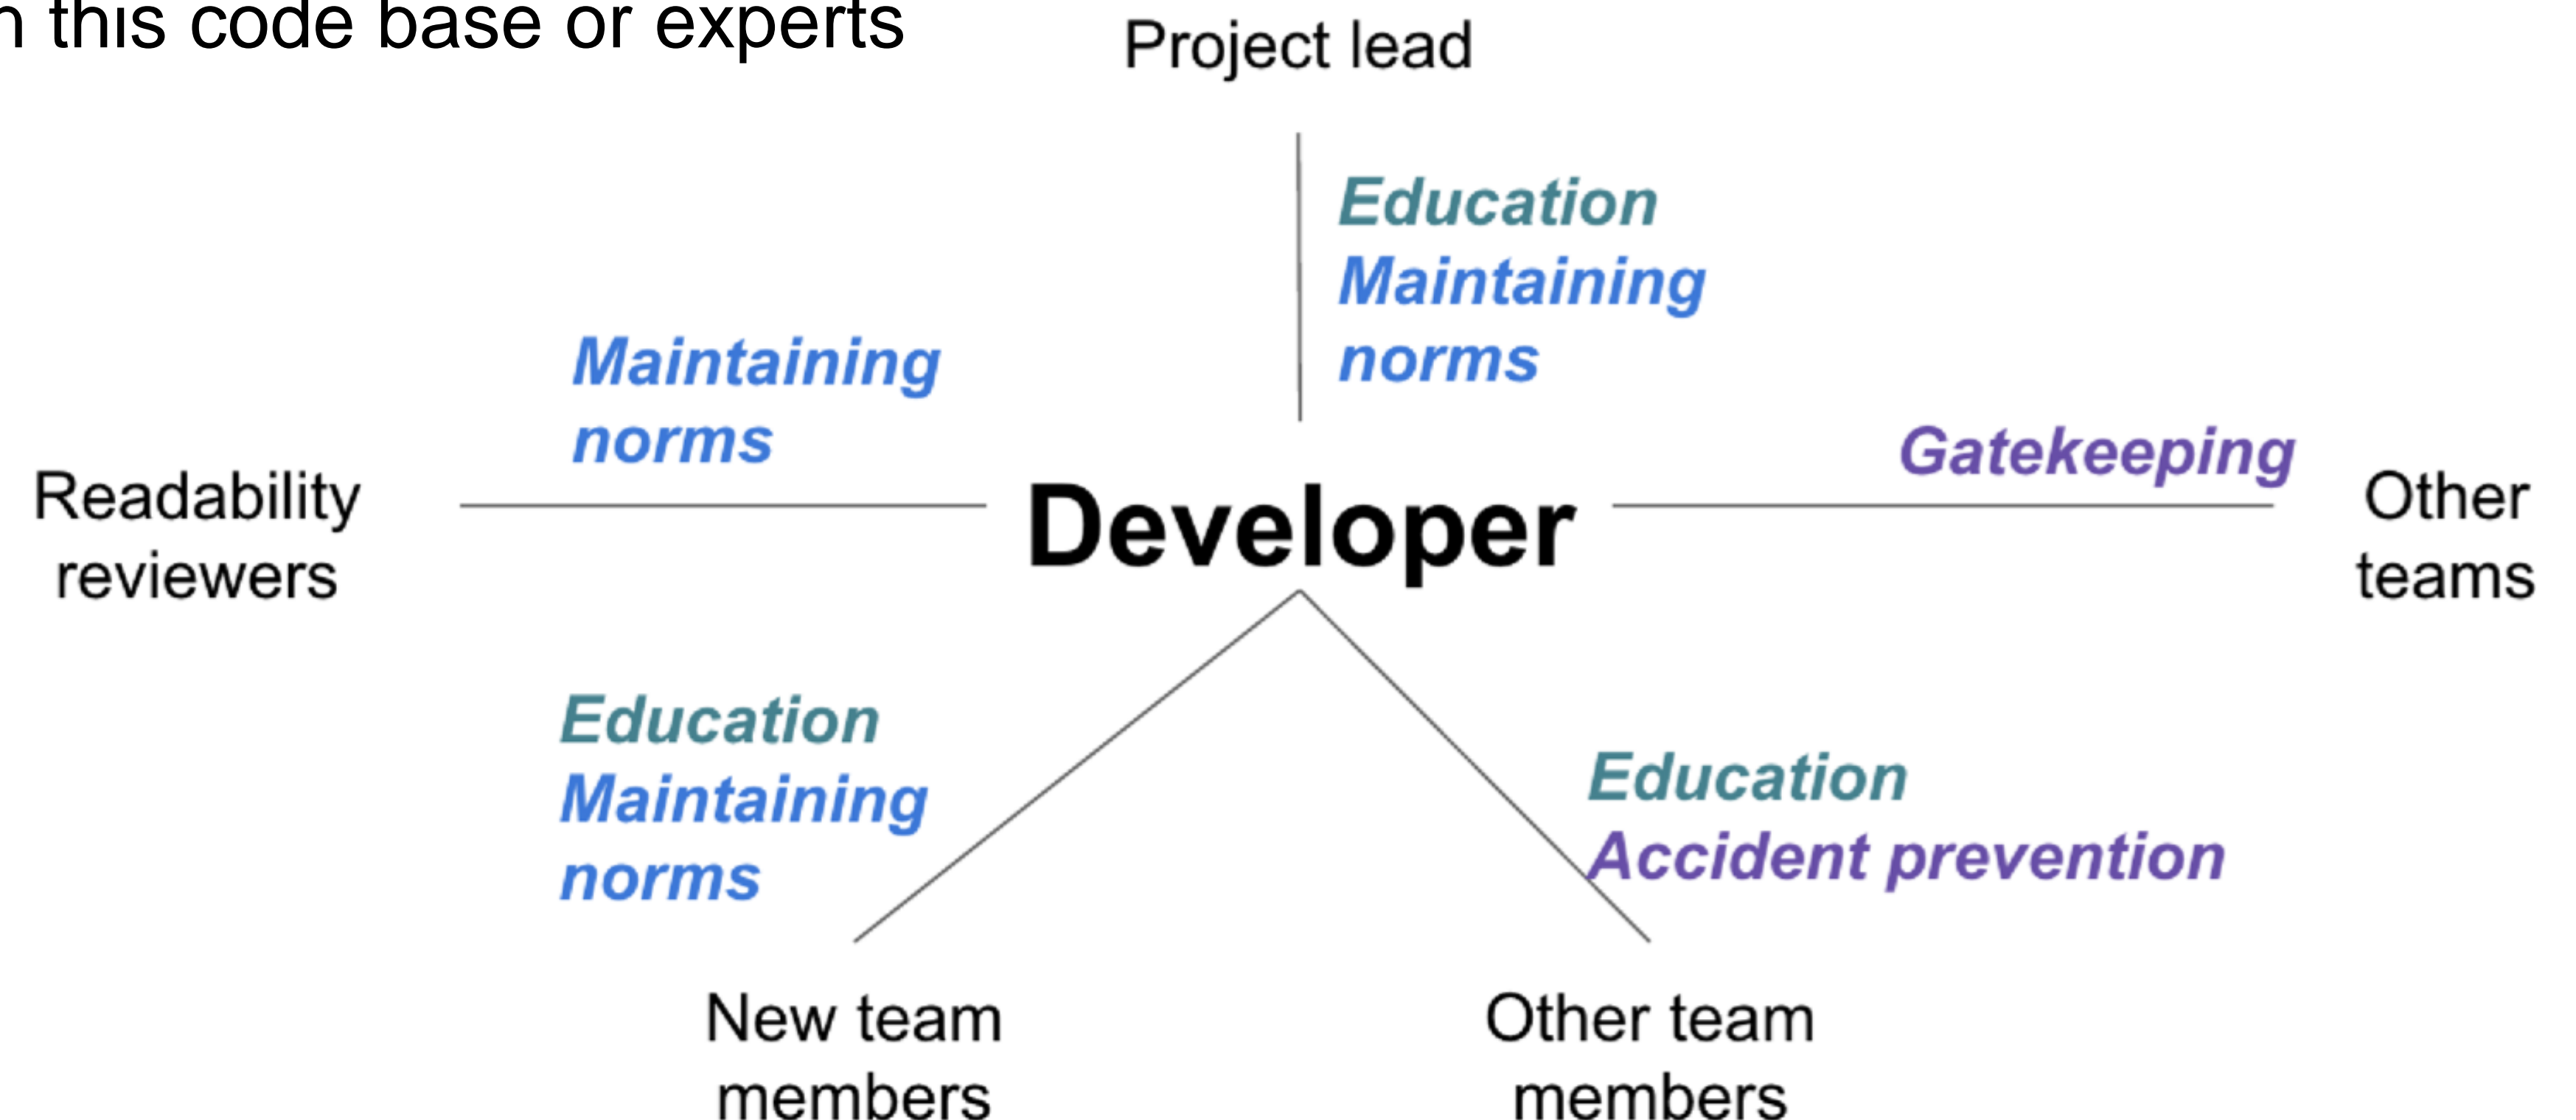 this code base or experts
Project lead
Education
Maintaining
norms
Maintaining
norms
Gatekeeping
Readability
reviewers
Developer
Other
teams
Education
Maintaining
norms
Education
Accident prevention
New team
members
Other team
members